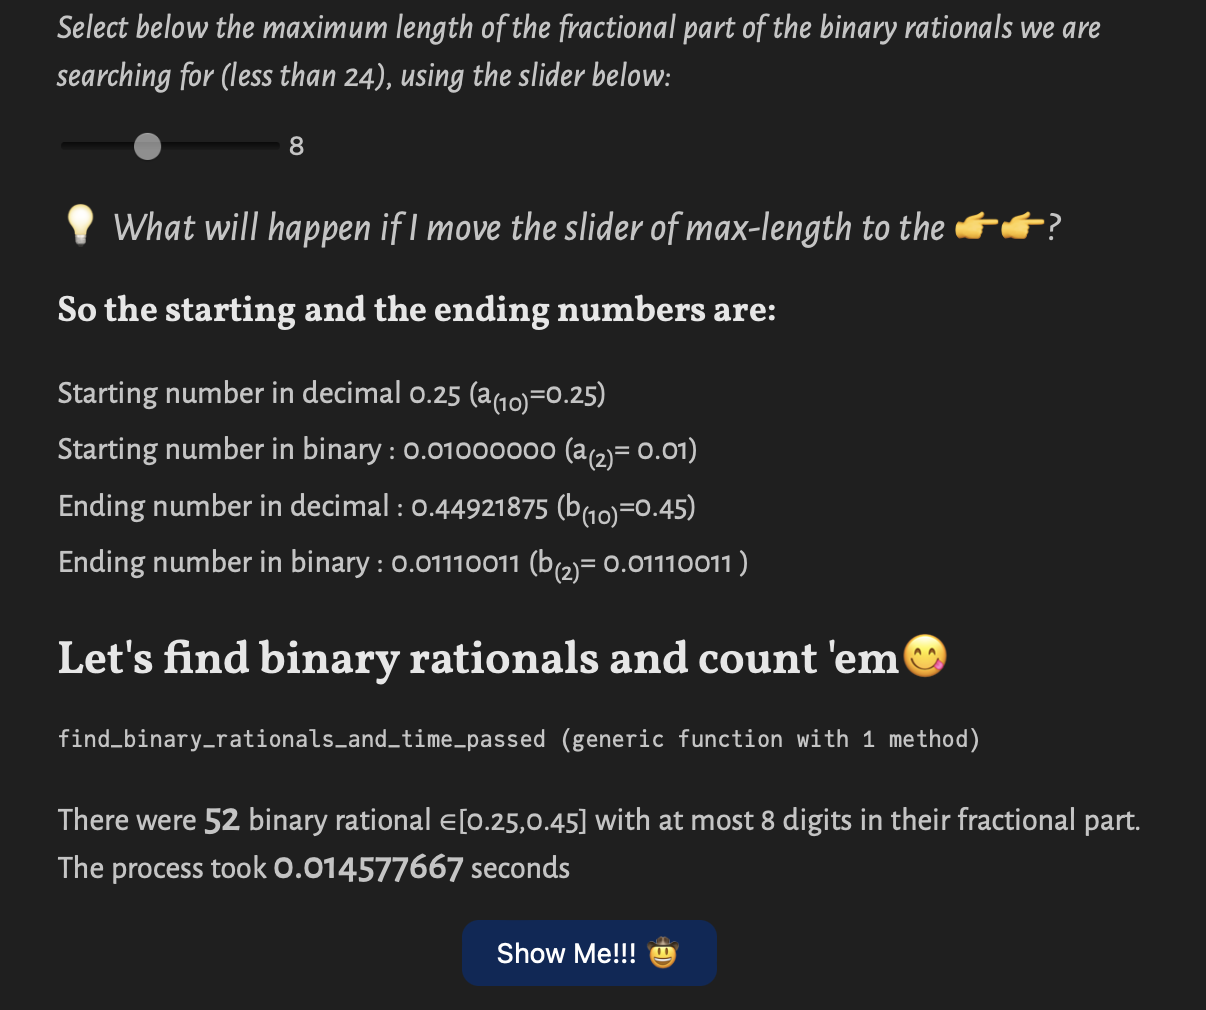 Select below the maximum length of the fractional part of the binary rationals we are
searching for (less than 24), using the slider below:
8
💡 What will happen if I move the slider of max-length to the 👉👉?
So the starting and the ending numbers are:
Starting number in decimal 0.25 (a(10)=0.25)
Starting number in binary : 0.01000000 (a(2)= 0.01)
Ending number in decimal : 0.44921875 (b(10)=0.45)
Ending number in binary : 0.01110011 (b(2)= 0.01110011 )
Let's find binary rationals and count 'em😋
find_binary_rationals_and_time_passed (generic function with 1 method)
There were 52 binary rational ∈[0.25,0.45] with at most 8 digits in their fractional part.
The process took 0.014577667 seconds
Show Me!!! 🤠